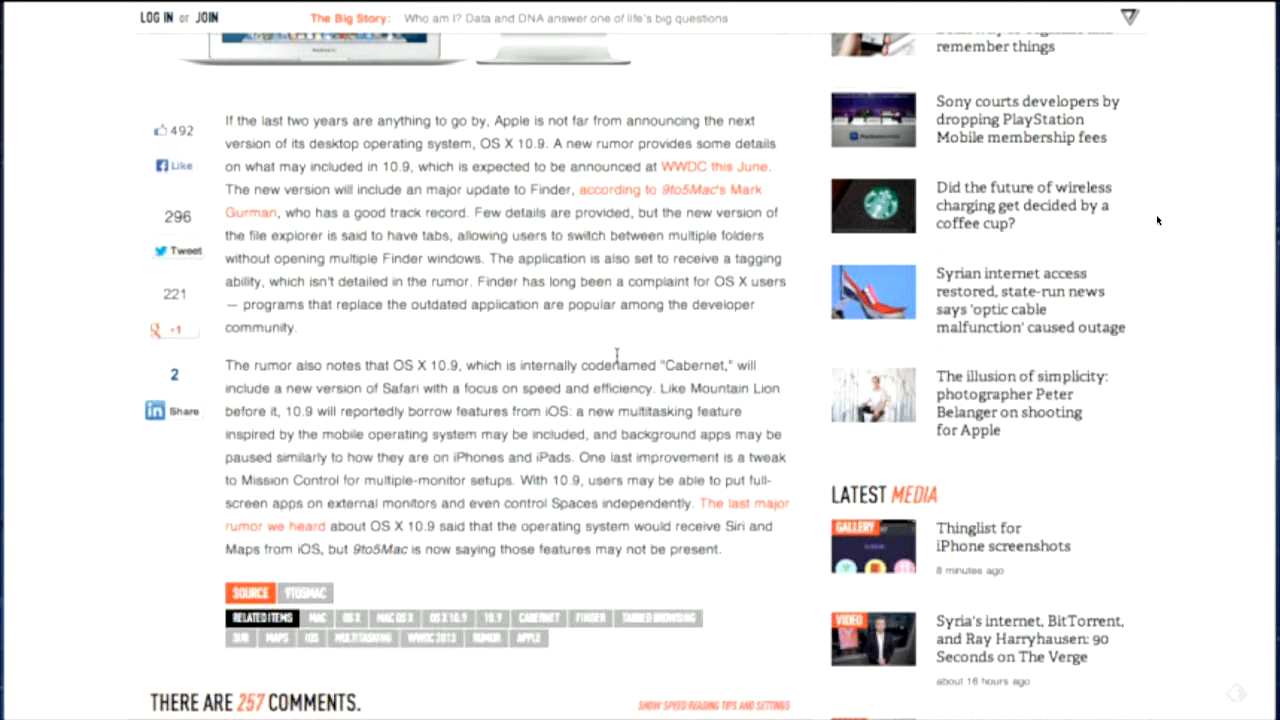 LOG IN or JOIN
The Big Story: Who am I? Data and DNA answer one of life's big questions
If the last two years are anything to go by, Apple is not far from announcing the next
version of its desktop operating system, OS X 10.9. A new rumor provides some details
on what may included in 10.9, which is expected to be announced at WWDC this June.
The new version will include an major update to Finder, according to 9to5Mac's Mark
Gurman, who has a good track record. Few details are provided, but the new version of
the file explorer is said to have tabs, allowing users to switch between multiple folders
without opening multiple Finder windows. The application is also set to receive a tagging
ability, which isn't detailed in the rumor. Finder has long been a complaint for OS X users
— programs that replace the outdated application are popular among the developer
community.
The rumor also notes that OS X 10.9, which is internally codenamed "Cabernet," will
include a new version of Safari with a focus on speed and efficiency. Like Mountain Lion
before it, 10.9 will reportedly borrow features from iOS: a new multitasking feature
inspired by the mobile operating system may be included, and background apps may be
paused similarly to how they are on iPhones and iPads. One last improvement is a tweak
to Mission Control for multiple-monitor setups. With 10.9, users may be able to put full-
screen apps on external monitors and even control Spaces independently. The last major
rumor we heard about OS X 10.9 said that the operating system would receive Siri and
Maps from iOS, but 9to5Mac is now saying those features may not be present.
492
Like
296
Tweet
221
+1
2
in Share
SOURCE 9TO5MAC
RELATED ITEMS MAC OS X MAC OS X OS X 10.9 10.9 CABERNET FINDER TABBED BROWSING
SIRI MAPS IOS MULTITASKING WWDC 2013 RUMOR APPLE
THERE ARE 257 COMMENTS.
SHOW SPEED READING TIPS AND SETTINGS
remember things
Sony courts developers by
dropping PlayStation
Mobile membership fees
Did the future of wireless
charging get decided by a
coffee cup?
Syrian internet access
restored, state-run news
says 'optic cable
malfunction' caused outage
The illusion of simplicity:
photographer Peter
Belanger on shooting
for Apple
LATEST MEDIA
GALLERY
Thinglist for
iPhone screenshots
8 minutes ago
VIDEO
Syria's internet, BitTorrent,
and Ray Harryhausen: 90
Seconds on The Verge
about 16 hours ago